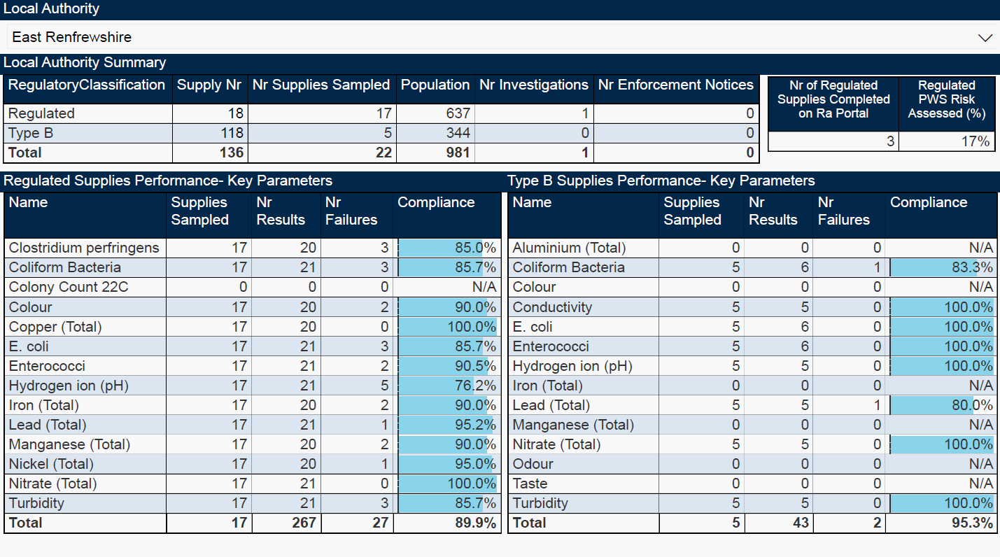 Local Authority
East Renfrewshire
Local Authority Summary
RegulatoryClassification Supply Nr Nr Supplies Sampled Population Nr Investigations Nr Enforcement Notices
Regulated 18 17 637 1 0
Type B 118 5 344 0 0
Total 136 22 981 1 0
Nr of Regulated
Supplies Completed
on Ra Portal
Regulated
PWS Risk
Assessed (%)
3 17%
Regulated Supplies Performance- Key Parameters
Name Supplies Nr Nr Compliance
Sampled Results Failures
Clostridium perfringens 17 20 3 85.0%
Coliform Bacteria 17 21 3 85.7%
Colony Count 22C 0 0 0 N/A
Colour 17 20 2 90.0%
Copper (Total) 17 20 0 100.0%
E. coli 17 21 3 85.7%
Enterococci 17 21 2 90.5%
Hydrogen ion (pH) 17 21 5 76.2%
Iron (Total) 17 20 2 90.0%
Lead (Total) 17 21 1 95.2%
Manganese (Total) 17 20 2 90.0%
Nickel (Total) 17 20 1 95.0%
Nitrate (Total) 17 21 0 100.0%
Turbidity 17 21 3 85.7%
Total 17 267 27 89.9%
Type B Supplies Performance- Key Parameters
Name Supplies Nr Nr Compliance
Sampled Results Failures
Aluminium (Total) 0 0 0 N/A
Coliform Bacteria 5 6 1 83.3%
Colour 0 0 0 N/A
Conductivity 5 5 0 100.0%
E. coli 5 6 0 100.0%
Enterococci 5 6 0 100.0%
Hydrogen ion (pH) 5 5 0 100.0%
Iron (Total) 0 0 0 N/A
Lead (Total) 5 5 1 80.0%
Manganese (Total) 0 0 0 N/A
Nitrate (Total) 5 5 0 100.0%
Odour 0 0 0 N/A
Taste 0 0 0 N/A
Turbidity 5 5 0 100.0%
Total 5 43 2 95.3%